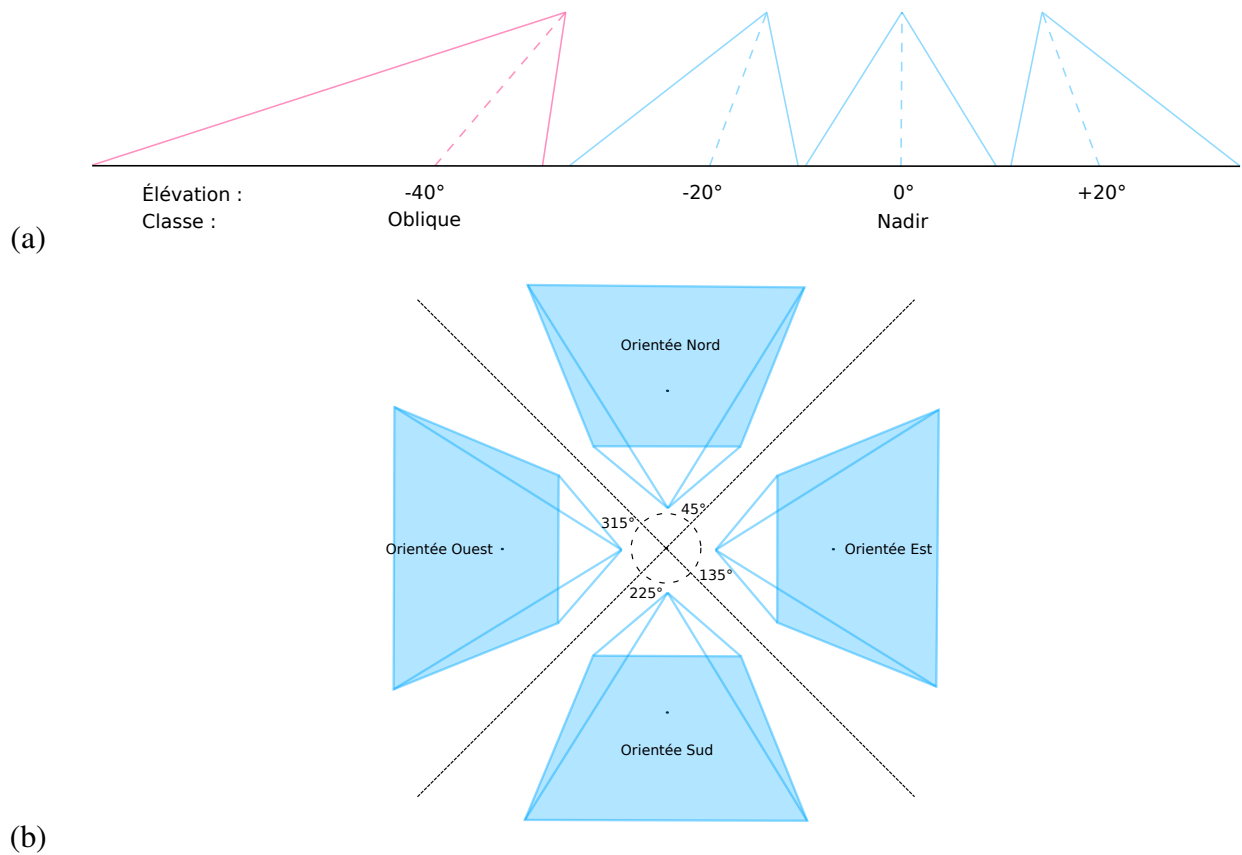 Élévation : -40° -20° 0° +20°
Classe : Oblique Nadir
(a)
Orientée Nord
315° 45°
Orientée Ouest Orientée Est
225° 135°
Orientée Sud
(b)